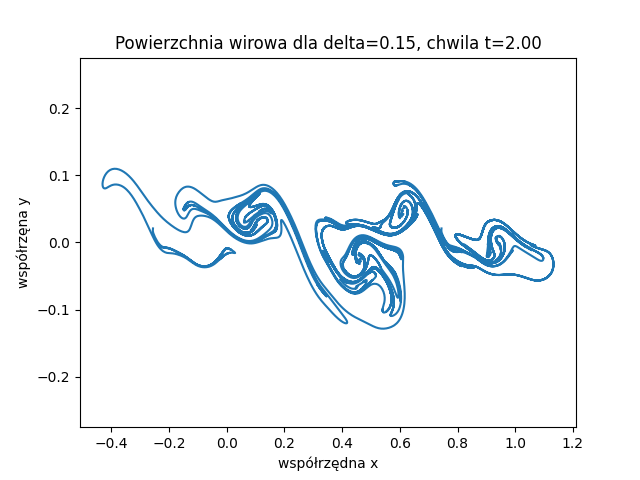 Powierzchnia wirowa dla delta=0.15, chwila t=2.00
współrzęna y
0.2
0.1
0.0
−0.1
−0.2
−0.4 −0.2 0.0 0.2 0.4 0.6 0.8 1.0 1.2
współrzędna x